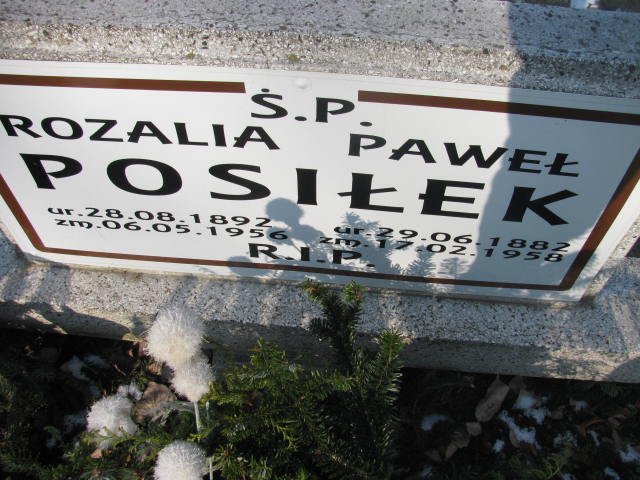 Ś.P.
ROZALIA PAWEŁ
POSIŁEK
ur.28.08.1892 ur.29.06.1882
zm.06.05.1956 zm.17.02.1958
R.I.P.